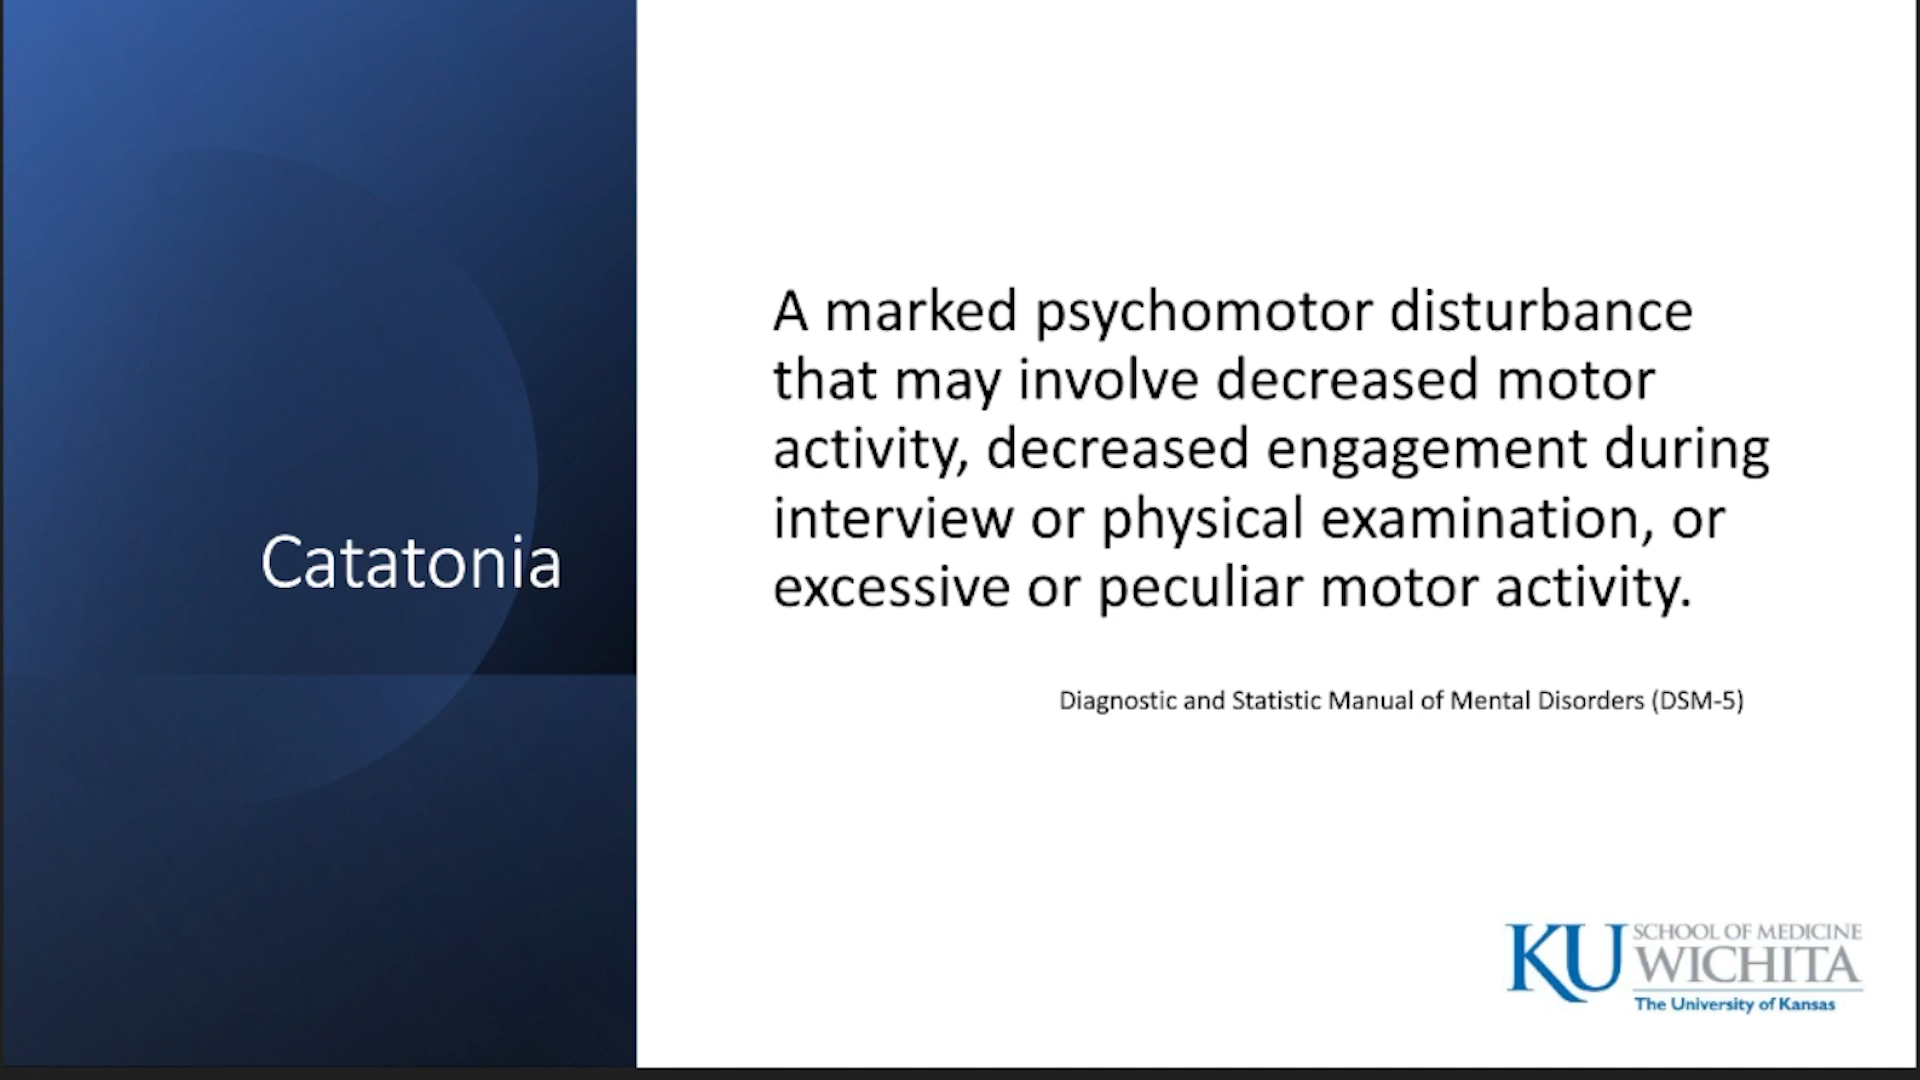 Catatonia
A marked psychomotor disturbance
that may involve decreased motor
activity, decreased engagement during
interview or physical examination, or
excessive or peculiar motor activity.
Diagnostic and Statistic Manual of Mental Disorders (DSM-5)
KU SCHOOL OF MEDICINE
WICHITA
The University of Kansas